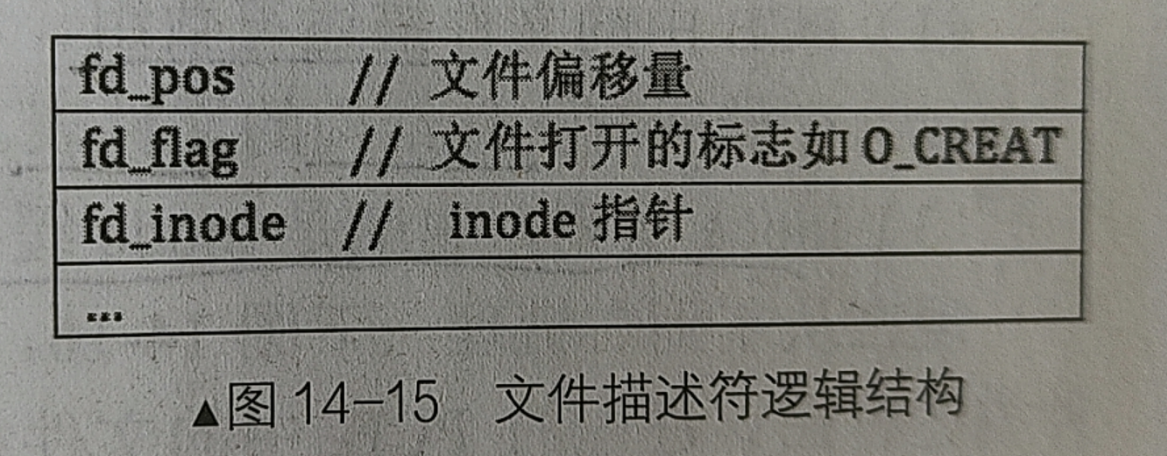 fd_pos // 文件偏移量
fd_flag // 文件打开的标志如 O_CREAT
fd_inode // inode 指针
...
▲图 14-15 文件描述符逻辑结构